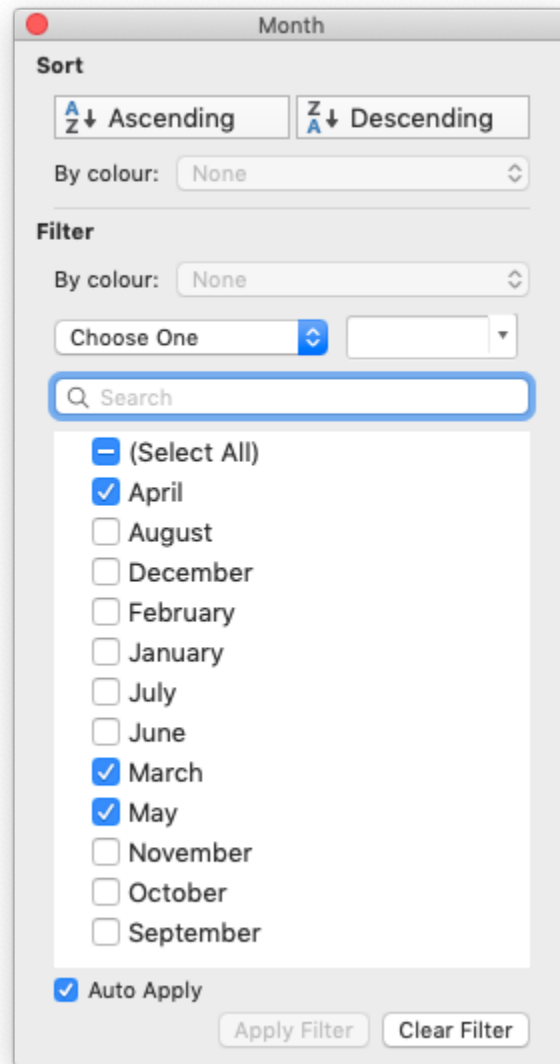 Month
Sort
A Z Ascending Z A Descending
By colour: None
Filter
By colour: None
Choose One
Search
(Select All)
April
August
December
February
January
July
June
March
May
November
October
September
Auto Apply
Apply Filter Clear Filter